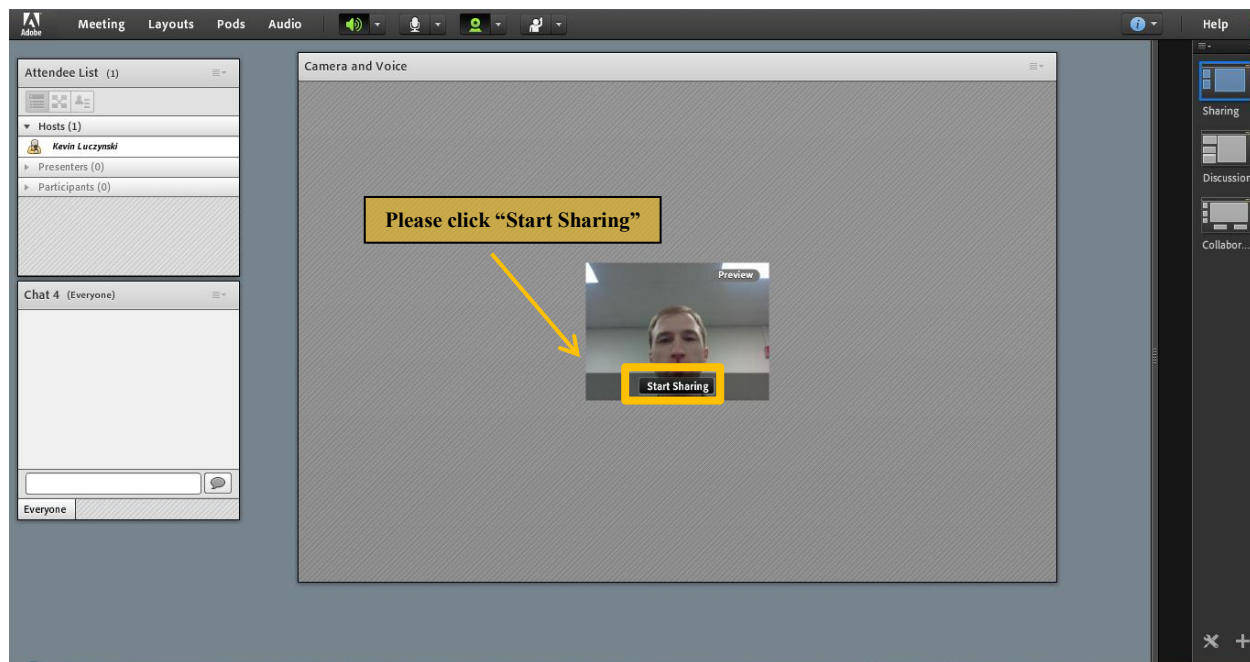 Adobe
Meeting
Layouts
Pods
Audio
Help
Attendee List (1)
Hosts (1)
Kevin Luczynski
Presenters (0)
Participants (0)
Chat 4 (Everyone)
Everyone
Camera and Voice
Please click “Start Sharing”
Preview
Start Sharing
Sharing
Discussion
Collabor...